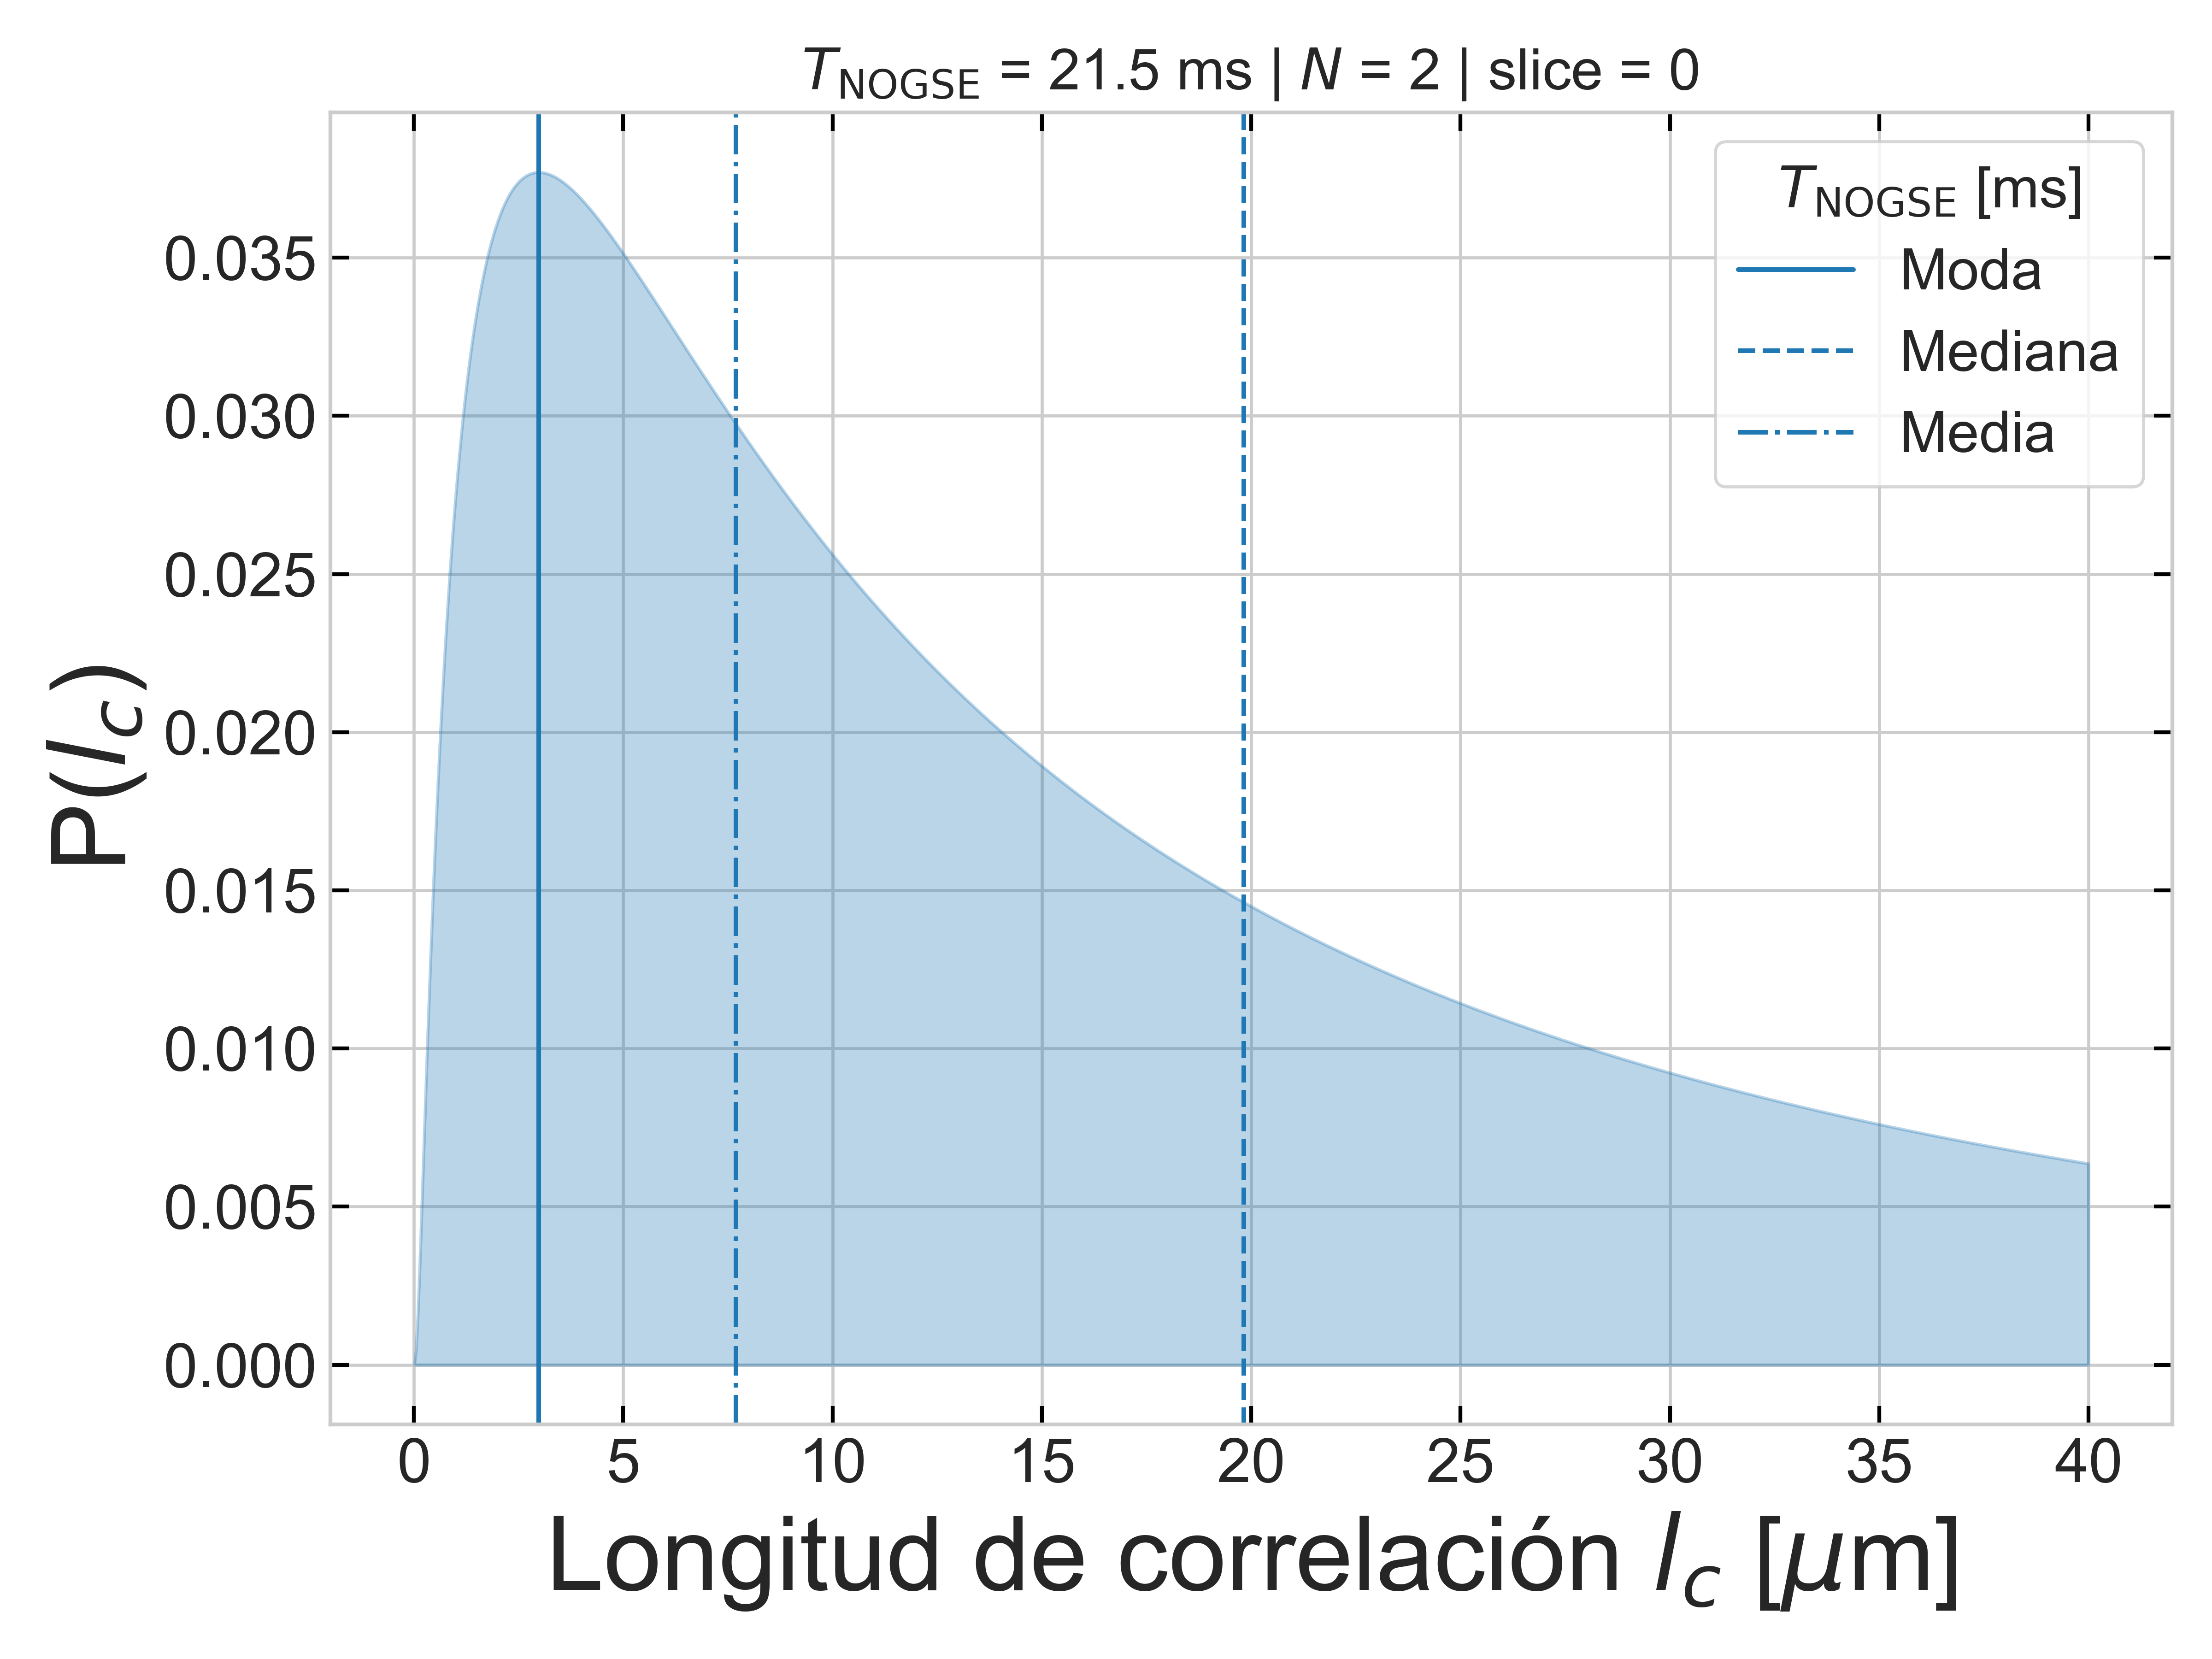 T_NOGSE = 21.5 ms | N = 2 | slice = 0
T_NOGSE [ms]
Moda
Mediana
Media
P(l_c)
0.035
0.030
0.025
0.020
0.015
0.010
0.005
0.000
0 5 10 15 20 25 30 35 40
Longitud de correlación l_c [μm]